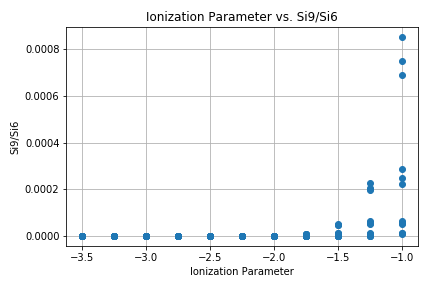 Ionization Parameter vs. Si9/Si6
0.0008
0.0006
0.0004
0.0002
0.0000
Si9/Si6
−3.5 −3.0 −2.5 −2.0 −1.5 −1.0
Ionization Parameter